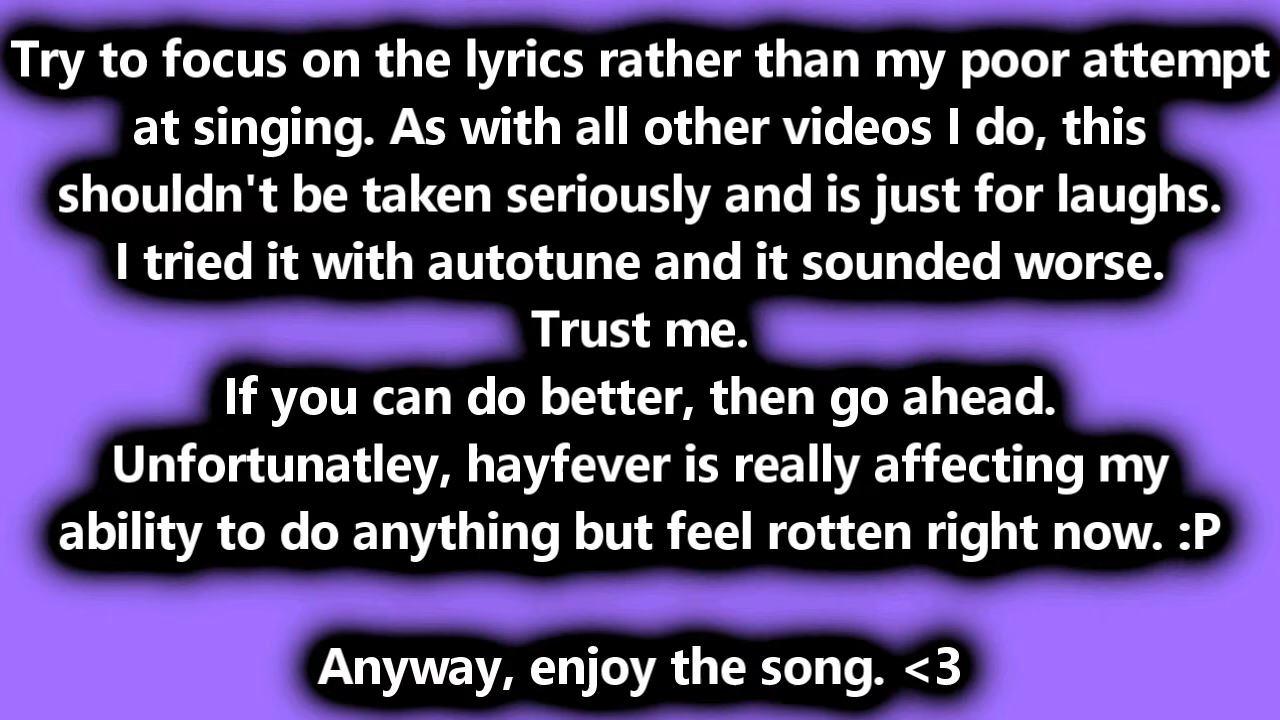 Try to focus on the lyrics rather than my poor attempt
at singing. As with all other videos I do, this
shouldn't be taken seriously and is just for laughs.
I tried it with autotune and it sounded worse.
Trust me.
If you can do better, then go ahead.
Unfortunatley, hayfever is really affecting my
ability to do anything but feel rotten right now. :P
Anyway, enjoy the song. <3